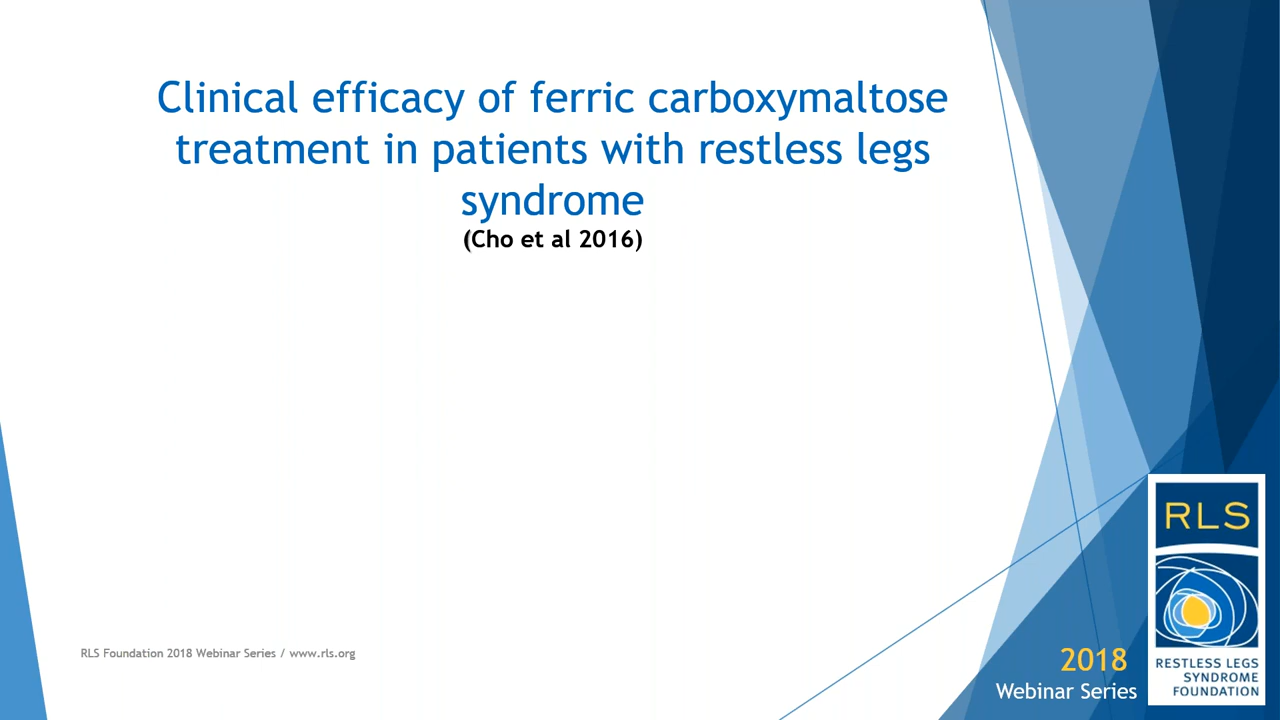 Clinical efficacy of ferric carboxymaltose
treatment in patients with restless legs
syndrome
(Cho et al 2016)
RLS Foundation 2018 Webinar Series / www.rls.org
2018
Webinar Series
RLS
RESTLESS LEGS
SYNDROME
FOUNDATION